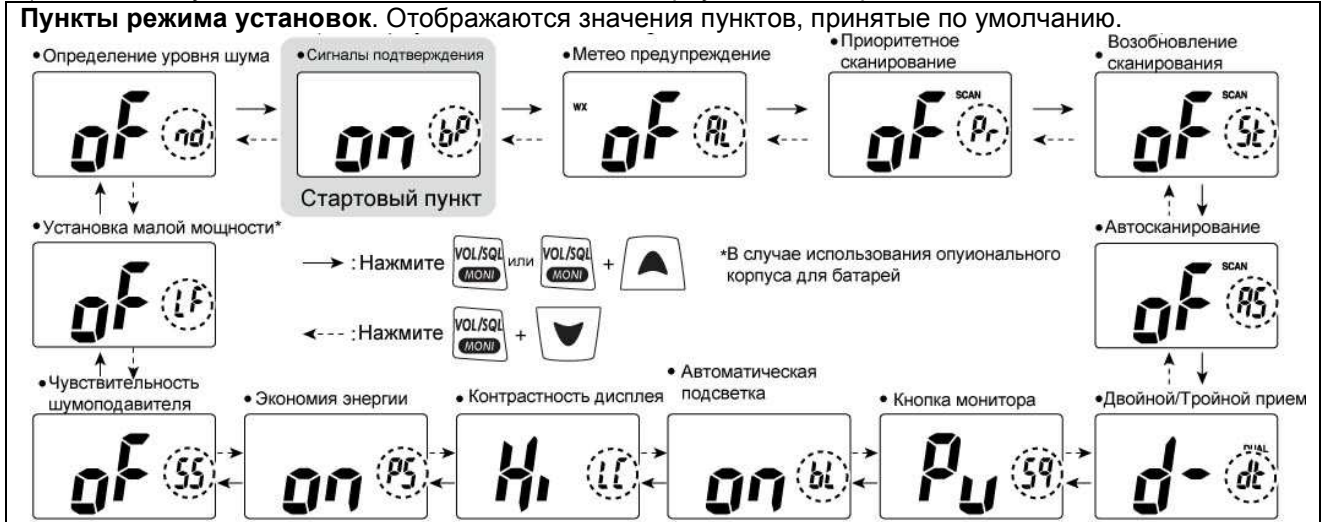 Пункты режима установок. Отображаются значения пунктов, принятые по умолчанию.
•Определение уровня шума
•Сигналы подтверждения
•Метео предупреждение
•Приоритетное
сканирование
Возобновление
• сканирования
oF nd
on bP
WX
oF AL
SCAN
oF Pr
SCAN
oF St
Стартовый пункт
•Установка малой мощности*
oF LF
: Нажмите VOL/SQL MONI или VOL/SQL MONI +
: Нажмите VOL/SQL MONI +
*В случае использования опуионального
корпуса для батарей
•Автосканирование
SCAN
oF AS
•Чувствительность
шумоподавителя
• Экономия энергии
• Контрастность дисплея
• Автоматическая
подсветка
• Кнопка монитора
•Двойной/Тройной прием
oF SS
on PS
Hi LC
on bL
Pu S9
DUAL
d- dt